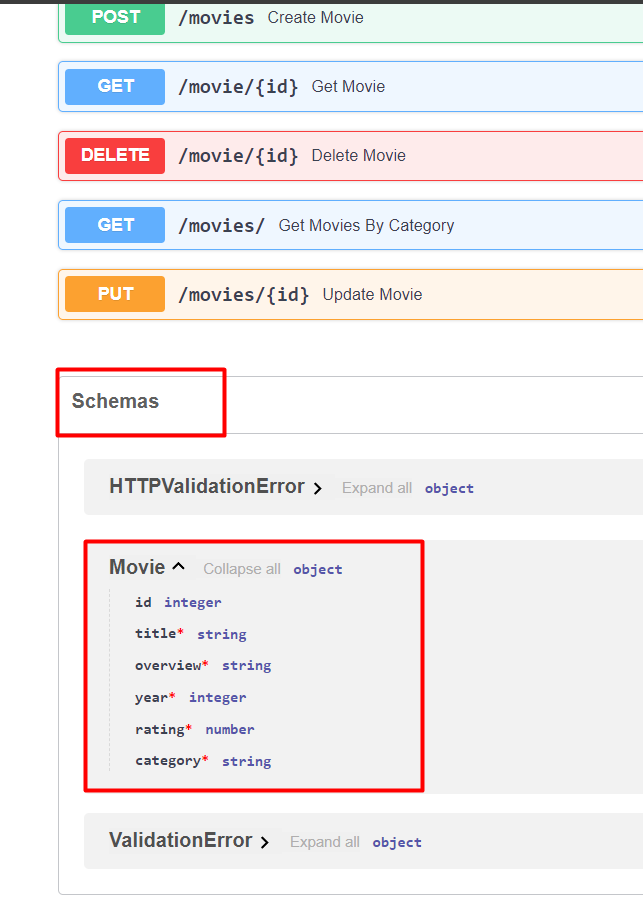 POST /movies Create Movie
GET /movie/{id} Get Movie
DELETE /movie/{id} Delete Movie
GET /movies/ Get Movies By Category
PUT /movies/{id} Update Movie
Schemas
HTTPValidationError Expand all object
Movie Collapse all object
id integer
title* string
overview* string
year* integer
rating* number
category* string
ValidationError Expand all object